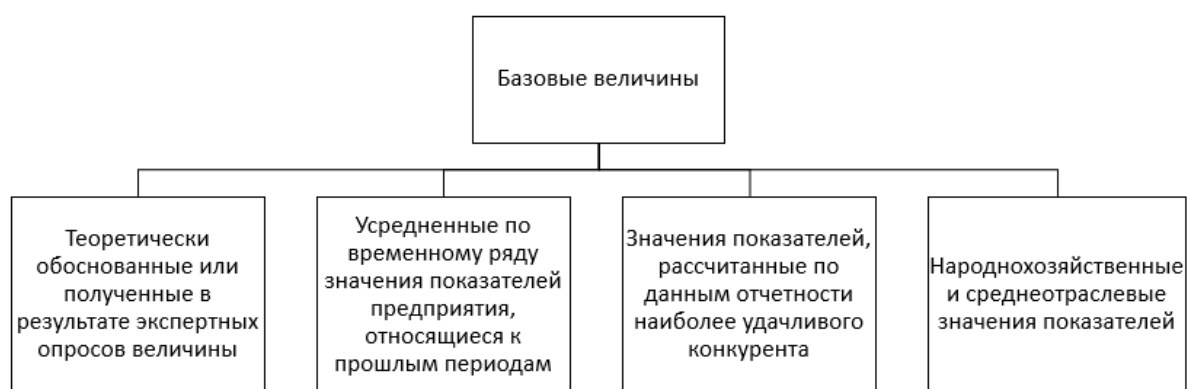 Базовые величины
Теоретически
обоснованные или
полученные в
результате экспертных
опросов величины
Усредненные по
временному ряду
значения показателей
предприятия,
относящиеся к
прошлым периодам
Значения показателей,
рассчитанные по
данным отчетности
наиболее удачливого
конкурента
Народнохозяйственные
и среднеотраслевые
значения показателей